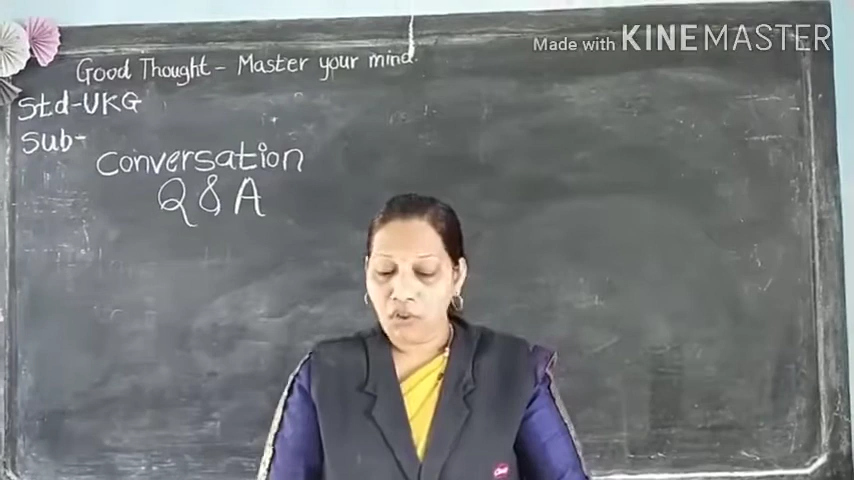 Made with KINEMASTER
Good Thought - Master your mind.
Std-UKG
Sub-
Conversation
Q & A